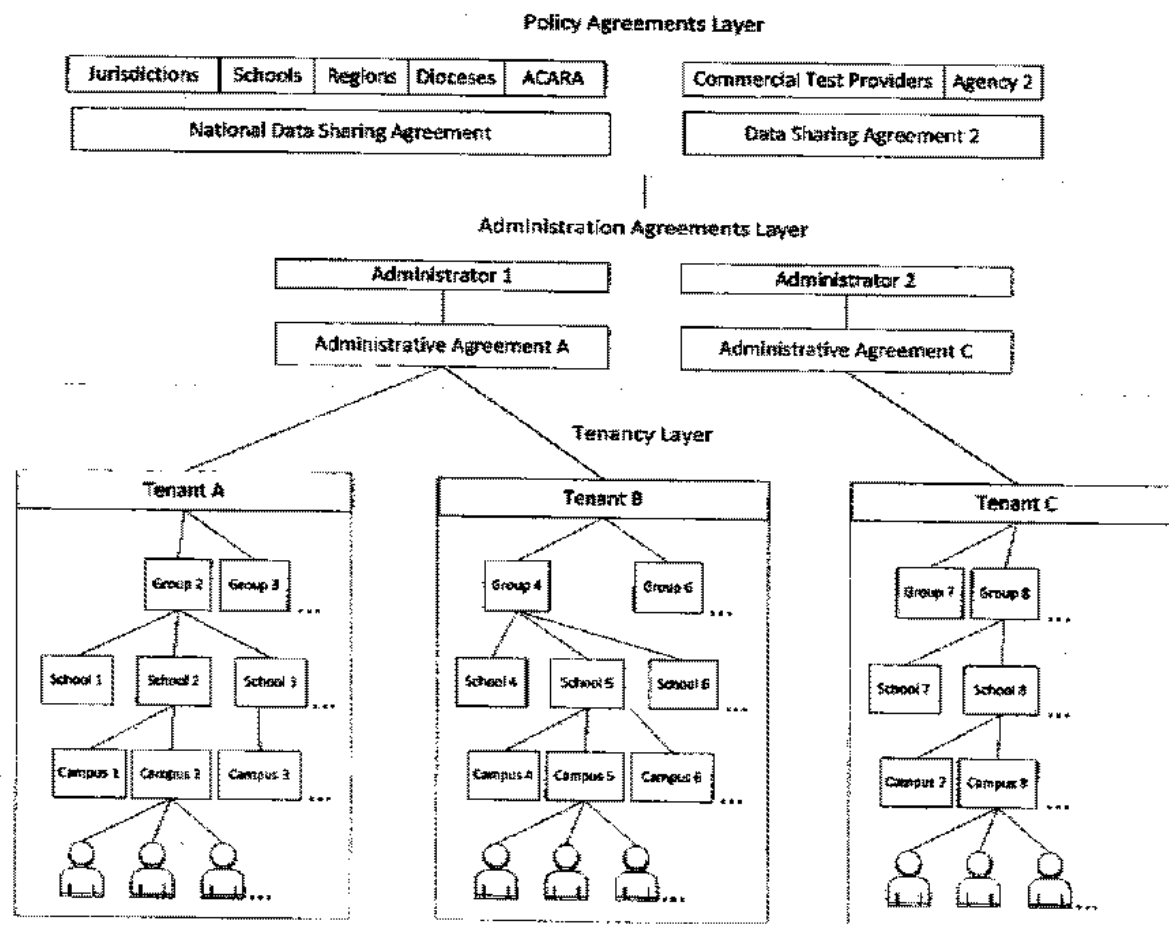 Policy Agreements Layer
Jurisdictions Schools Regions Dioceses ACARA
Commercial Test Providers Agency 2
National Data Sharing Agreement
Data Sharing Agreement 2
Administration Agreements Layer
Administrator 1
Administrator 2
Administrative Agreement A
Administrative Agreement C
Tenancy Layer
Tenant A
Tenant B
Tenant C
Group 2 Group 3 ...
Group 4 Group 6 ...
Group 7 Group 8 ...
School 1 School 2 School 3 ...
School 4 School 5 School 6 ...
School 7 School 8 ...
Campus 1 Campus 2 Campus 3 ...
Campus 4 Campus 5 Campus 6 ...
Campus 7 Campus 8 ...
...
...
...